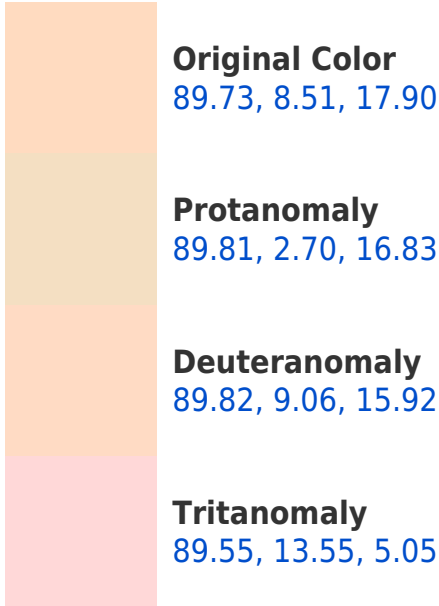 Original Color
89.73, 8.51, 17.90
Protanomaly
89.81, 2.70, 16.83
Deuteranomaly
89.82, 9.06, 15.92
Tritanomaly
89.55, 13.55, 5.05